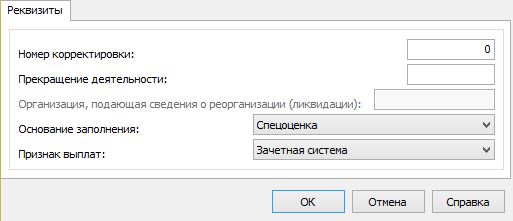 Реквизиты
Номер корректировки: 0
Прекращение деятельности:
Организация, подающая сведения о реорганизации (ликвидации):
Основание заполнения: Спецоценка
Признак выплат: Зачетная система
ОК Отмена Справка